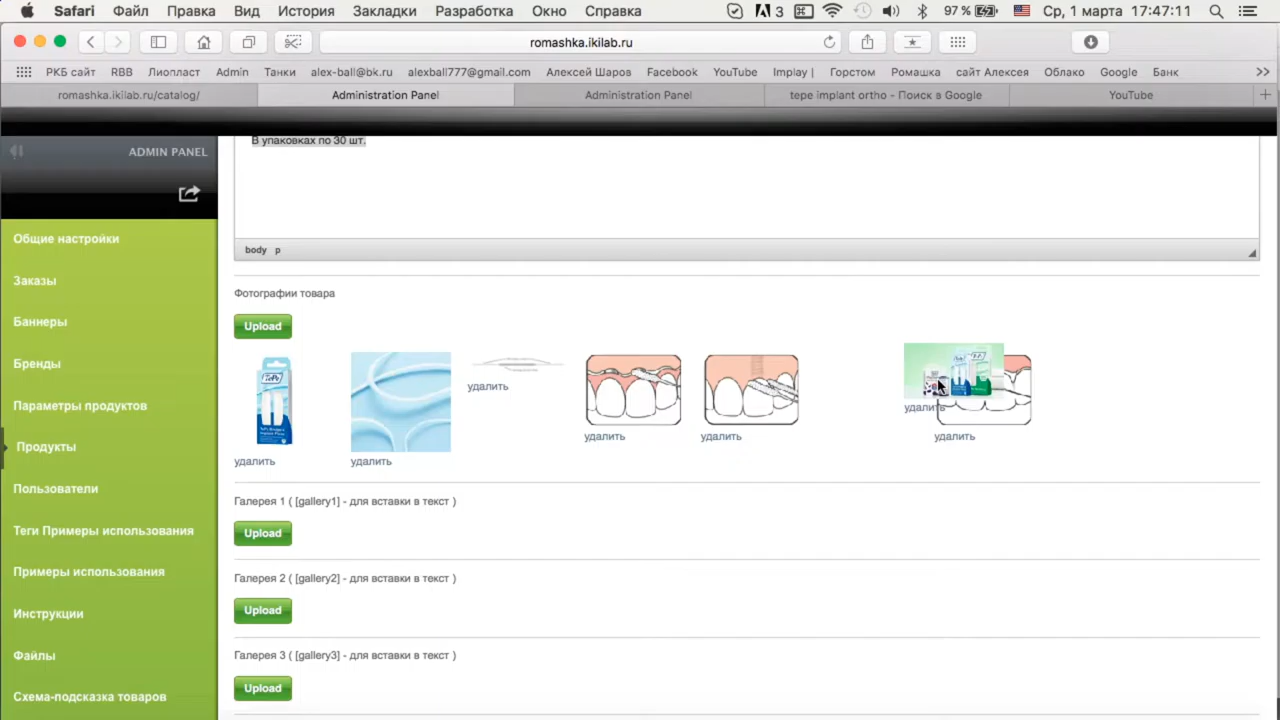 Safari Файл Правка Вид История Закладки Разработка Окно Справка 3 97 % Ср, 1 марта 17:47:11
romashka.ikilab.ru
РКБ сайт RBB Лиопласт Admin Танки alex-ball@bk.ru alexball777@gmail.com Алексей Шаров Facebook YouTube Implay | Горстом Ромашка сайт Алексея Облако Google Банк >>
romashka.ikilab.ru/catalog/ Administration Panel Administration Panel tepe implant ortho - Поиск в Google YouTube +
ADMIN PANEL
Общие настройки
Заказы
Баннеры
Бренды
Параметры продуктов
Продукты
Пользователи
Теги Примеры использования
Примеры использования
Инструкции
Файлы
Схема-подсказка товаров
В упаковках по 30 шт.
body p
Фотографии товара
Upload
TePe
удалить
удалить
удалить
удалить
удалить
удалить
удалить
Галерея 1 ( [gallery1] - для вставки в текст )
Upload
Галерея 2 ( [gallery2] - для вставки в текст )
Upload
Галерея 3 ( [gallery3] - для вставки в текст )
Upload